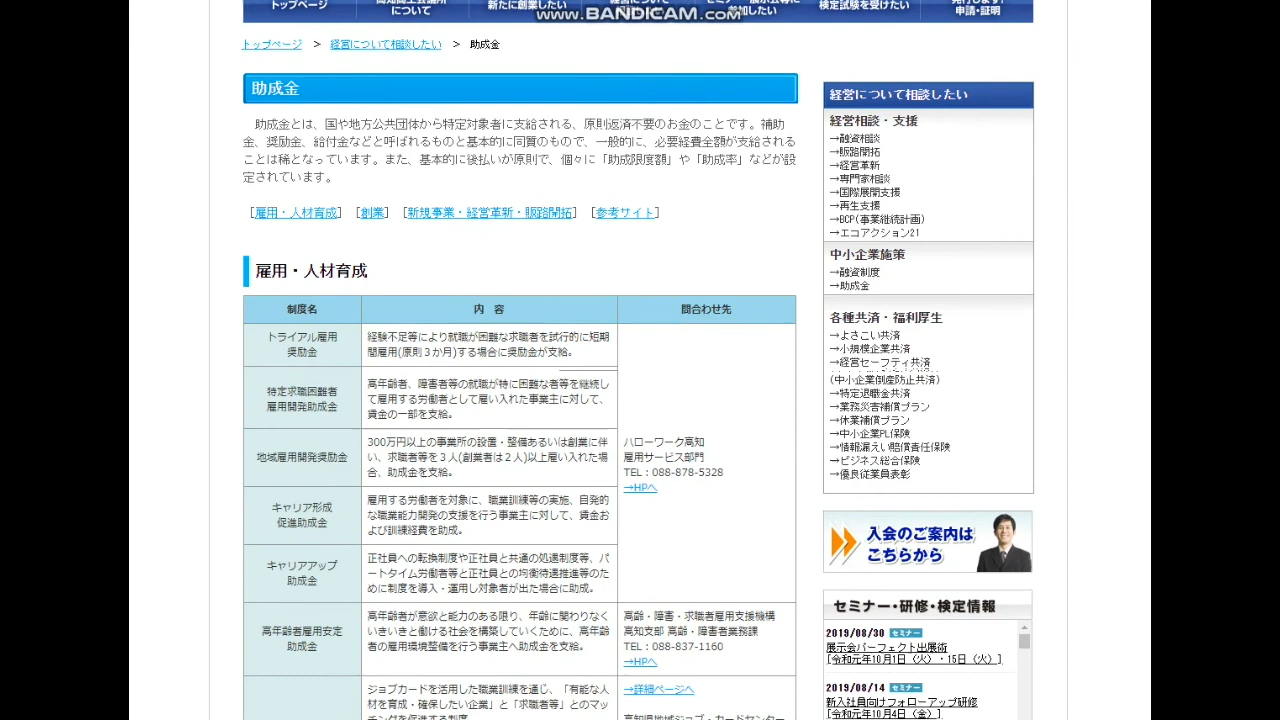 トップページ
について
新たに創業したい
www.BANDICAM.com
検定試験を受けたい
申請・証明
トップページ > 経営について相談したい > 助成金
助成金
助成金とは、国や地方公共団体から特定対象者に支給される、原則返済不要のお金のことです。補助
金、奨励金、給付金などと呼ばれるものと基本的に同質のもので、一般的に、必要経費全額が支給される
ことは稀となっています。また、基本的に後払いが原則で、個々に「助成限度額」や「助成率」などが設
定されています。
［雇用・人材育成］ ［創業］ ［新規事業・経営革新・販路開拓］ ［参考サイト］
雇用・人材育成
制度名 内 容 問合わせ先
トライアル雇用
奨励金
経験不足等により就職が困難な求職者を試行的に短期
間雇用(原則３か月)する場合に奨励金が支給。
特定求職困難者
雇用開発助成金
高年齢者、障害者等の就職が特に困難な者等を継続し
て雇用する労働者として雇い入れた事業主に対して、
賃金の一部を支給。
地域雇用開発奨励金
300万円以上の事業所の設置・整備あるいは創業に伴
い、求職者等を３人(創業者は２人)以上雇い入れた場
合、助成金を支給。
キャリア形成
促進助成金
雇用する労働者を対象に、職業訓練等の実施、自発的
な職業能力開発の支援を行う事業主に対して、賃金お
よび訓練経費を助成。
キャリアアップ
助成金
正社員への転換制度や正社員と共通の処遇制度等、パ
ートタイム労働者等と正社員との均衡待遇推進等のた
めに制度を導入・運用し対象者が出た場合に助成。
ハローワーク高知
雇用サービス部門
TEL：088-878-5328
→HPへ
高年齢者雇用安定
助成金
高年齢者が意欲と能力のある限り、年齢に関わりなく
いきいきと働ける社会を構築していくために、高年齢
者の雇用環境整備を行う事業主へ助成金を支給。
高齢・障害・求職者雇用支援機構
高知支部 高齢・障害者業務課
TEL：088-837-1160
→HPへ
ジョブカードを活用した職業訓練を通じ、「有能な人
材を育成・確保したい企業」と「求職者等」とのマッ
チングを促進する制度
→詳細ページへ
高知県地域ジョブ・カードセンター
経営について相談したい
経営相談・支援
→融資相談
→販路開拓
→経営革新
→専門家相談
→国際展開支援
→再生支援
→BCP(事業継続計画)
→エコアクション21
中小企業施策
→融資制度
→助成金
各種共済・福利厚生
→よさこい共済
→小規模企業共済
→経営セーフティ共済
(中小企業倒産防止共済)
→特定退職金共済
→業務災害補償プラン
→休業補償プラン
→中小企業PL保険
→情報漏えい賠償責任保険
→ビジネス総合保険
→優良従業員表彰
入会のご案内は
こちらから
セミナー・研修・検定情報
2019/08/30 セミナー
展示会パーフェクト出展術
[令和元年10月1日（火）・15日（火）]
2019/08/14 セミナー
新入社員向けフォローアップ研修
[令和元年10月4日（金）]